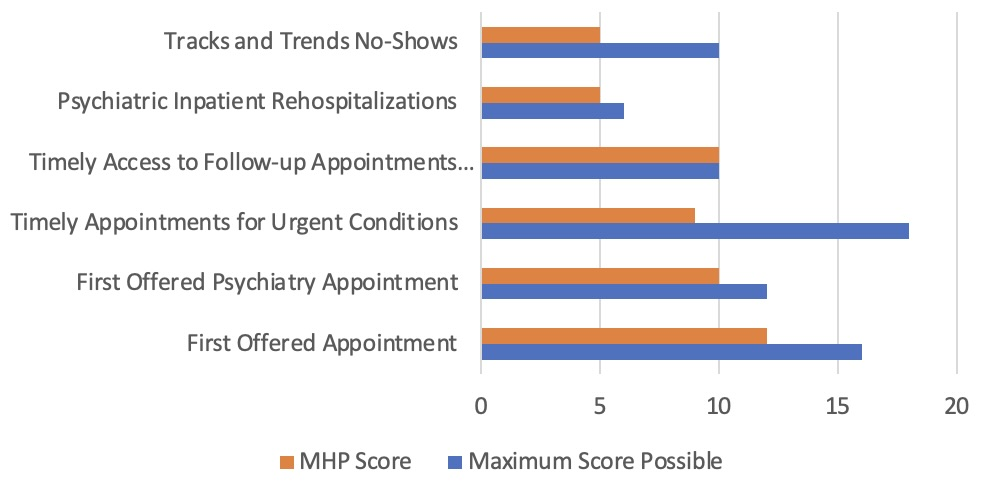 Tracks and Trends No-Shows
Psychiatric Inpatient Rehospitalizations
Timely Access to Follow-up Appointments...
Timely Appointments for Urgent Conditions
First Offered Psychiatry Appointment
First Offered Appointment
0 5 10 15 20
MHP Score Maximum Score Possible